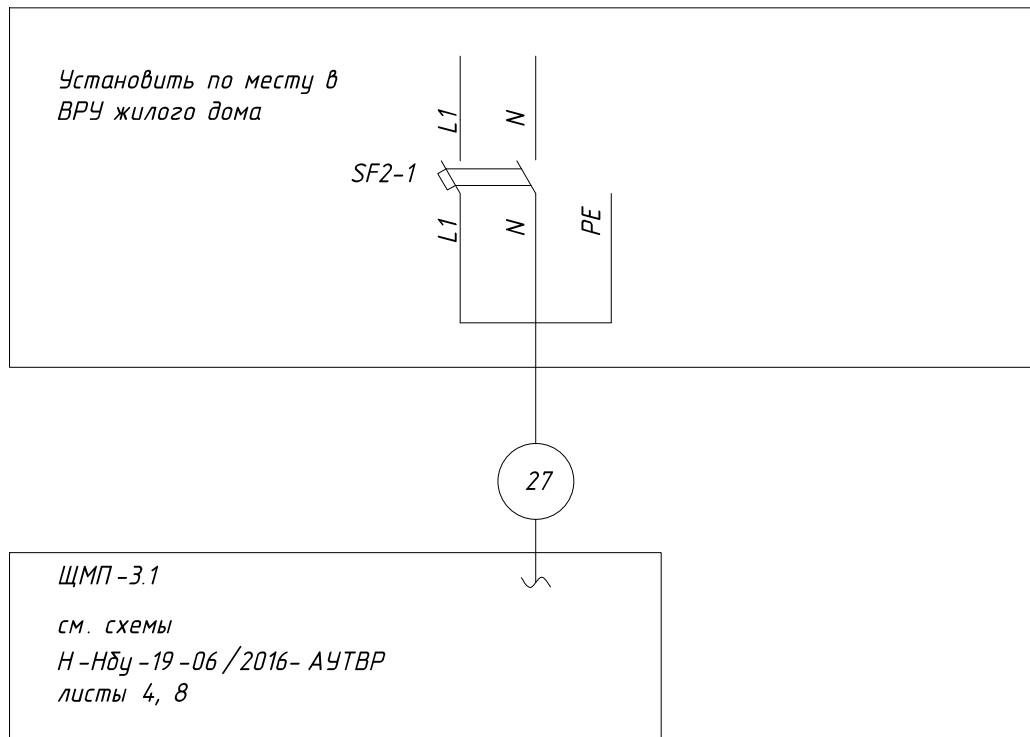 Установить по месту в
ВРУ жилого дома
L1
N
SF2-1
L1
N
PE
27
ЩМП-3.1
см. схемы
Н-Нбу-19-06/2016-АУТВР
листы 4, 8